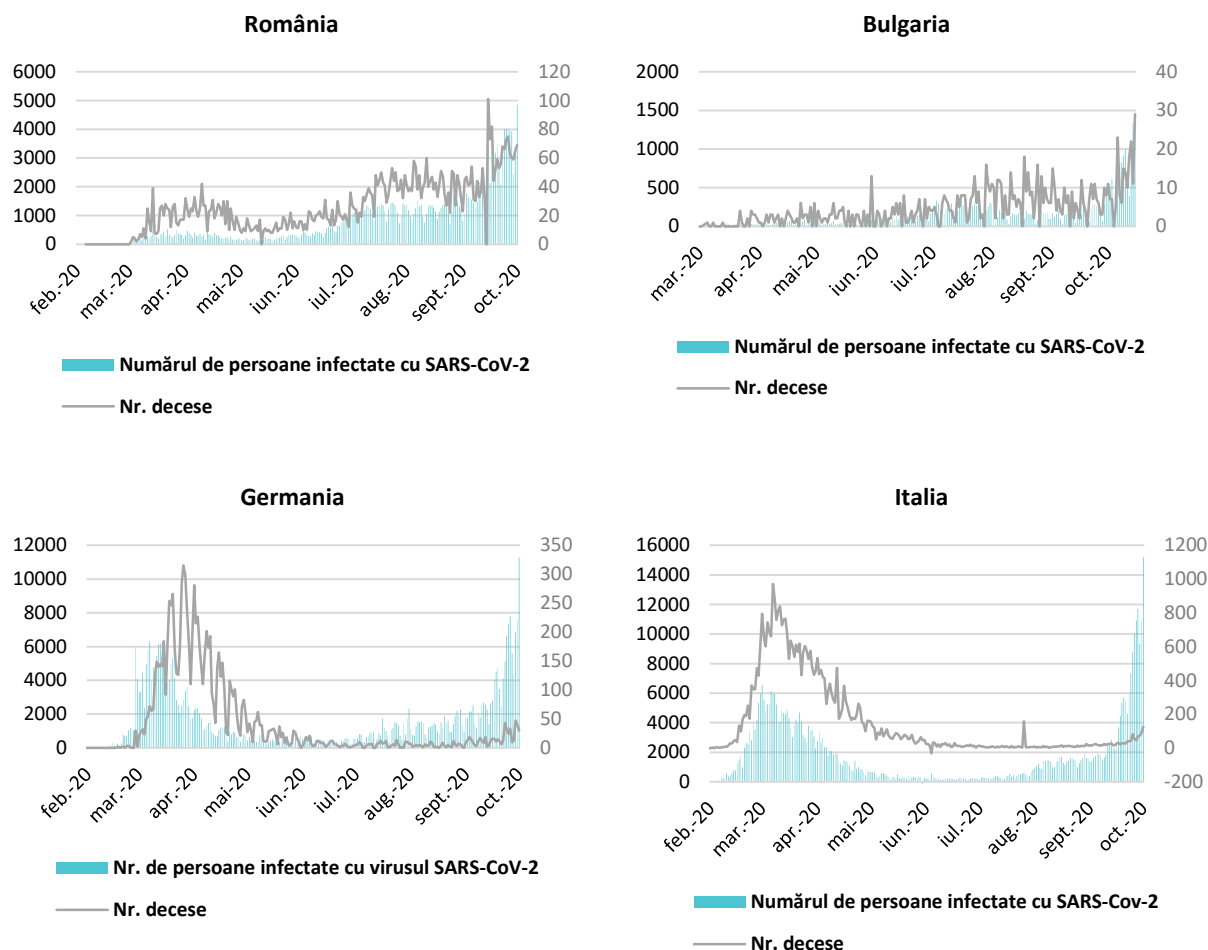 România
6000
5000
4000
3000
2000
1000
0
120
100
80
60
40
20
0
feb.-20
mar.-20
apr.-20
mai-20
iun.-20
iul.-20
aug.-20
sept.-20
oct.-20
Numărul de persoane infectate cu SARS-CoV-2
Nr. decese
Bulgaria
2000
1500
1000
500
0
40
30
20
10
0
mar.-20
apr.-20
mai-20
iun.-20
iul.-20
aug.-20
sept.-20
oct.-20
Numărul de persoane infectate cu SARS-CoV-2
Nr. decese
Germania
12000
10000
8000
6000
4000
2000
0
350
300
250
200
150
100
50
0
feb.-20
mar.-20
apr.-20
mai-20
iun.-20
iul.-20
aug.-20
sept.-20
oct.-20
Nr. de persoane infectate cu virusul SARS-CoV-2
Nr. decese
Italia
16000
14000
12000
10000
8000
6000
4000
2000
0
1200
1000
800
600
400
200
0
-200
feb.-20
mar.-20
apr.-20
mai-20
iun.-20
iul.-20
aug.-20
sept.-20
oct.-20
Numărul de persoane infectate cu SARS-Cov-2
Nr. decese